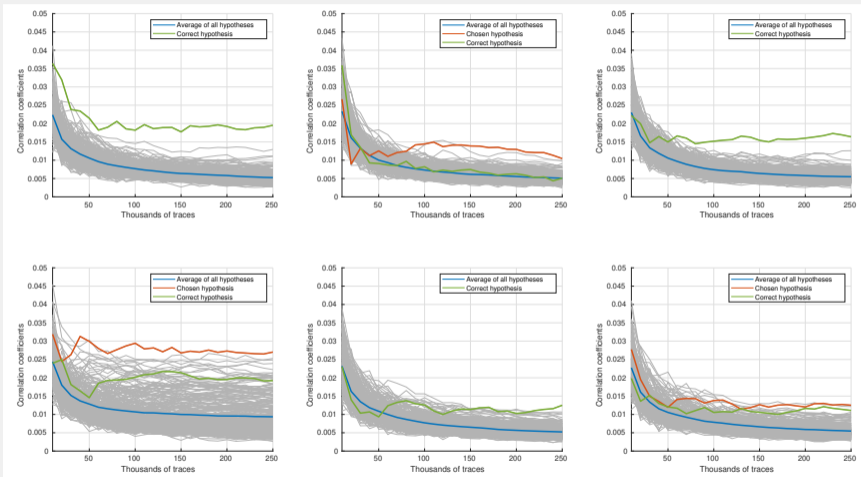 0.05
0.045
0.04
0.035
0.03
0.025
0.02
0.015
0.01
0.005
0
Correlation coefficients
50 100 150 200 250
Thousands of traces
Average of all hypotheses
Correct hypothesis
0.05
0.045
0.04
0.035
0.03
0.025
0.02
0.015
0.01
0.005
0
Correlation coefficients
50 100 150 200 250
Thousands of traces
Average of all hypotheses
Chosen hypothesis
Correct hypothesis
0.05
0.045
0.04
0.035
0.03
0.025
0.02
0.015
0.01
0.005
0
Correlation coefficients
50 100 150 200 250
Thousands of traces
Average of all hypotheses
Correct hypothesis
0.05
0.045
0.04
0.035
0.03
0.025
0.02
0.015
0.01
0.005
0
Correlation coefficients
50 100 150 200 250
Thousands of traces
Average of all hypotheses
Chosen hypothesis
Correct hypothesis
0.05
0.045
0.04
0.035
0.03
0.025
0.02
0.015
0.01
0.005
0
Correlation coefficients
50 100 150 200 250
Thousands of traces
Average of all hypotheses
Correct hypothesis
0.05
0.045
0.04
0.035
0.03
0.025
0.02
0.015
0.01
0.005
0
Correlation coefficients
50 100 150 200 250
Thousands of traces
Average of all hypotheses
Chosen hypothesis
Correct hypothesis